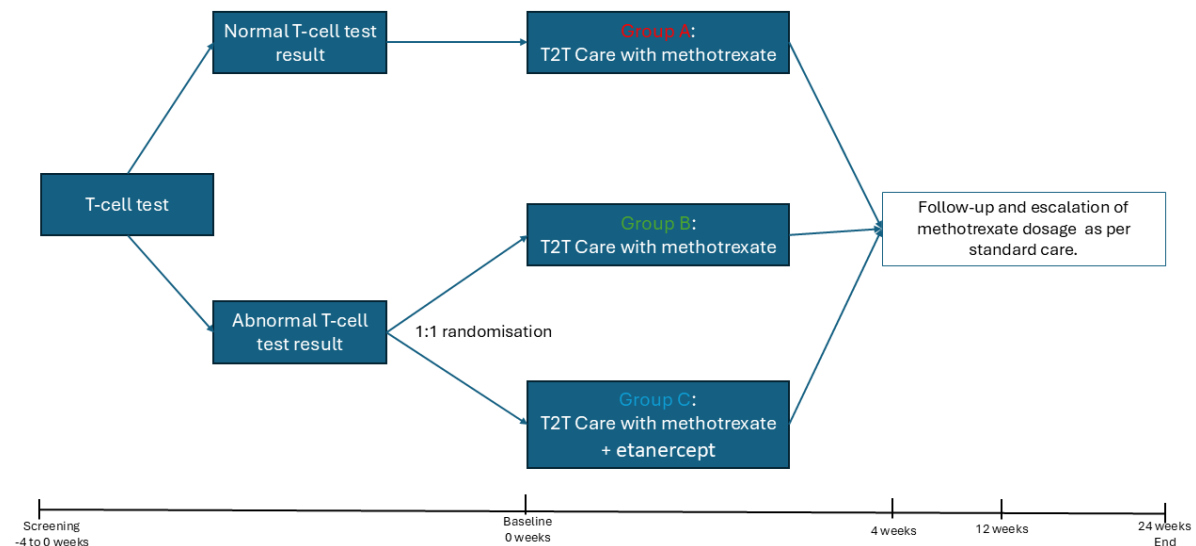 Normal T-cell test
result
Group A:
T2T Care with methotrexate
T-cell test
Follow-up and escalation of
methotrexate dosage as per
standard care.
Group B:
T2T Care with methotrexate
Abnormal T-cell
test result
1:1 randomisation
Group C:
T2T Care with methotrexate
+ etanercept
Screening
-4 to 0 weeks
Baseline
0 weeks
4 weeks
12 weeks
24 weeks
End